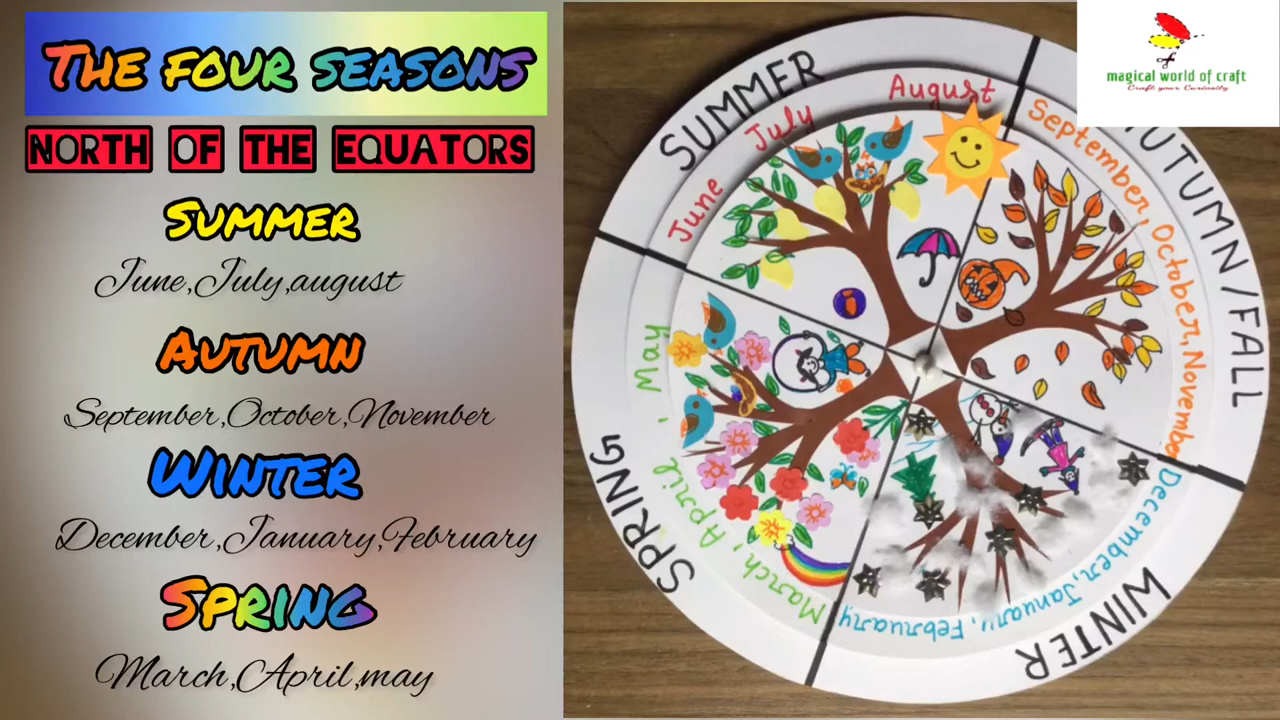 The four seasons
NORTH OF THE EQUATORS
Summer
June,July,august
Autumn
September,October,November
Winter
December,January,February
Spring
March,April,may
magical world of craft
Craft your Curiosity
SUMMER
June
July
August
AUTUMN/FALL
September, October, November
WINTER
December, January, February
SPRING
March, April, May